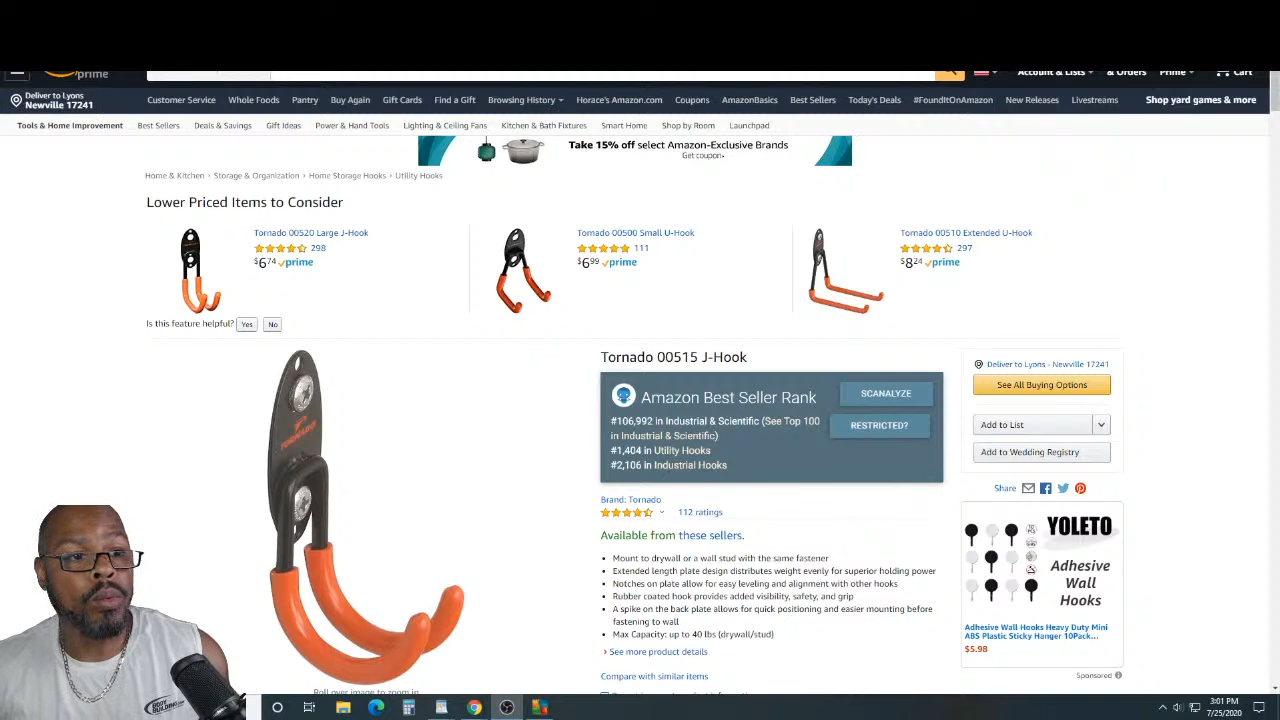 prime
Account & Lists
& Orders
Prime
Cart
Deliver to Lyons
Newville 17241
Customer Service Whole Foods Pantry Buy Again Gift Cards Find a Gift Browsing History Horace's Amazon.com Coupons AmazonBasics Best Sellers Today's Deals #FoundItOnAmazon New Releases Livestreams Shop yard games & more
Tools & Home Improvement Best Sellers Deals & Savings Gift Ideas Power & Hand Tools Lighting & Ceiling Fans Kitchen & Bath Fixtures Smart Home Shop by Room Launchpad
Take 15% off select Amazon-Exclusive Brands
Get coupon›
Home & Kitchen › Storage & Organization › Home Storage Hooks › Utility Hooks
Lower Priced Items to Consider
Tornado 00520 Large J-Hook
298
$6.74 prime
Tornado 00500 Small U-Hook
111
$6.99 prime
Tornado 00510 Extended U-Hook
297
$8.24 prime
Is this feature helpful? Yes No
TORNADO
Roll over image to zoom in
Tornado 00515 J-Hook
Amazon Best Seller Rank
SCANALYZE
RESTRICTED?
#106,992 in Industrial & Scientific (See Top 100
in Industrial & Scientific)
#1,404 in Utility Hooks
#2,106 in Industrial Hooks
Brand: Tornado
112 ratings
Available from these sellers.
Mount to drywall or a wall stud with the same fastener
Extended length plate design distributes weight evenly for superior holding power
Notches on plate allow for easy leveling and alignment with other hooks
Rubber coated hook provides added visibility, safety, and grip
A spike on the back plate allows for quick positioning and easier mounting before
fastening to wall
Max Capacity: up to 40 lbs (drywall/stud)
› See more product details
Compare with similar items
Deliver to Lyons - Newville 17241
See All Buying Options
Add to List
Add to Wedding Registry
Share
YOLETO
Adhesive
Wall
Hooks
Adhesive Wall Hooks Heavy Duty Mini
ABS Plastic Sticky Hanger 10Pack...
$5.98
Sponsored
BODYBUILDING.com
3:01 PM
7/25/2020